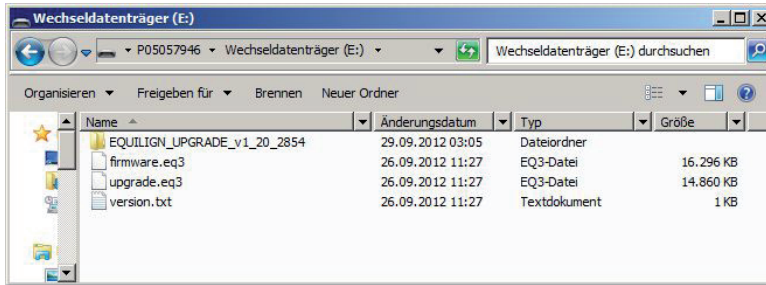 Wechseldatenträger (E:)
P05057946 Wechseldatenträger (E:) Wechseldatenträger (E:) durchsuchen
Organisieren Freigeben für Brennen Neuer Ordner
Name Änderungsdatum Typ Größe
EQUILIGN_UPGRADE_v1_20_2854 29.09.2012 03:05 Dateiordner
firmware.eq3 26.09.2012 11:27 EQ3-Datei 16.296 KB
upgrade.eq3 26.09.2012 11:27 EQ3-Datei 14.860 KB
version.txt 26.09.2012 11:27 Textdokument 1 KB